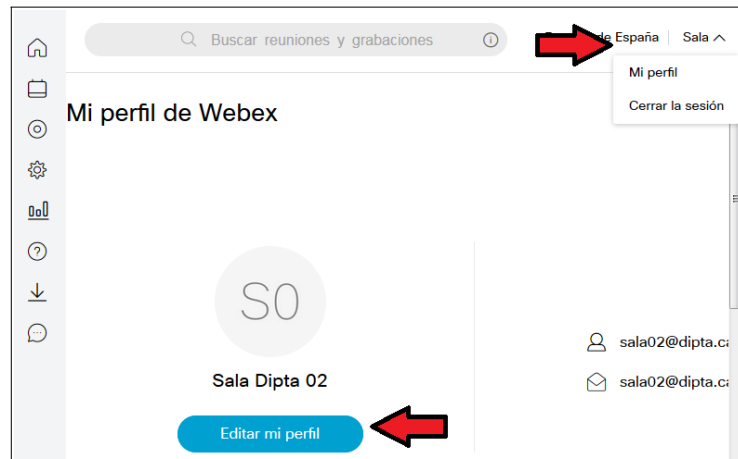 Buscar reuniones y grabaciones
de España
Sala
Mi perfil
Cerrar la sesión
Mi perfil de Webex
S0
Sala Dipta 02
Editar mi perfil
sala02@dipta.ca
sala02@dipta.ca